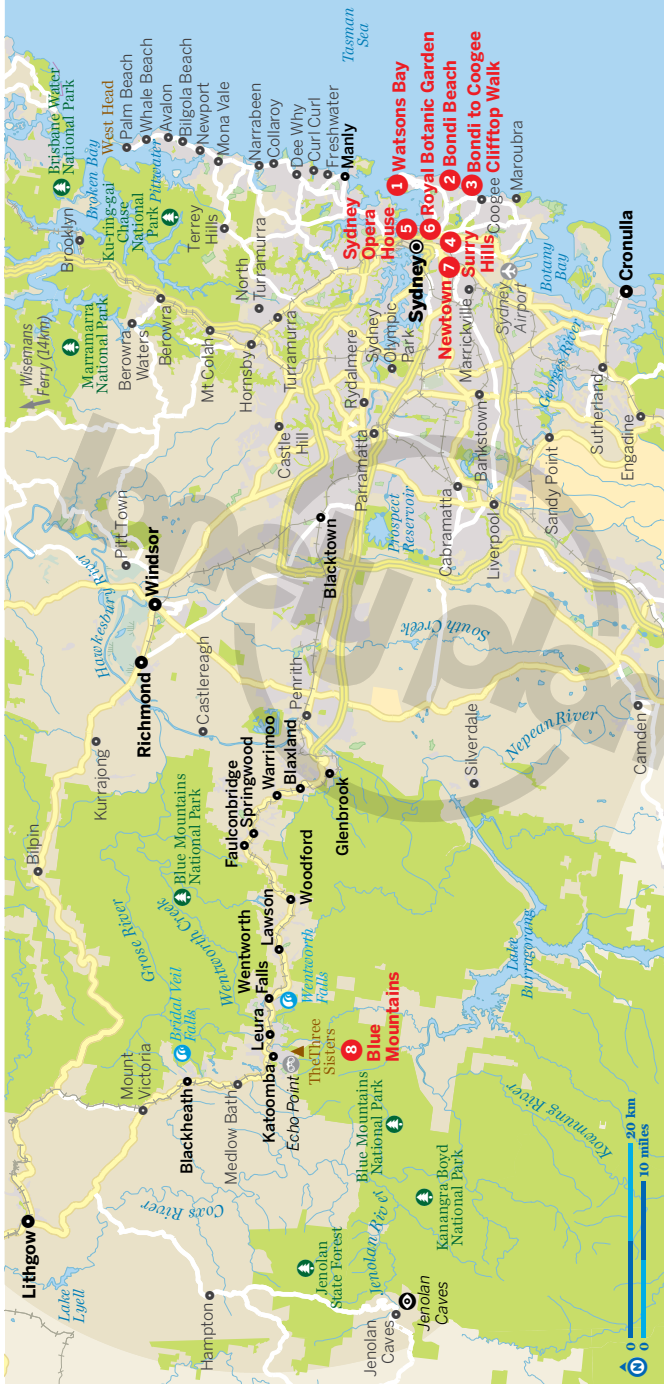 Brisbane Water
National Park
Tasman
Sea
West Head
Palm Beach
Whale Beach
Avalon
Bilgola Beach
Newport
Mona Vale
Narrabeen
Collaroy
Dee Why
Curl Curl
Freshwater
Manly
Broken Bay
Pittwater
Brooklyn
Ku-ring-gai
Chase
National
Park
Terrey
Hills
Wisemans
Ferry (14km)
Marramarra
National Park
Berowra
Waters
Berowra
Mt Colah
Hornsby
North
Turramurra
Turramurra
Sydney
Opera
House
5
1 Watsons Bay
6 Royal Botanic Garden
2 Bondi Beach
3 Bondi to Coogee
Clifftop Walk
Sydney
Newtown 7
4
Surry
Hills
Coogee
Maroubra
Marrickville
Sydney
Airport
Botany
Bay
Cronulla
Sydney
Olympic
Park
Rydalmere
Parramatta
Castle
Hill
Georges River
Sutherland
Engadine
Bankstown
Sandy Point
Cabramatta
Liverpool
Prospect
Reservoir
Blacktown
Pitt Town
Windsor
Hawkesbury River
Richmond
Kurrajong
Castlereagh
South Creek
Penrith
Nepean River
Camden
Silverdale
Bilpin
Blue Mountains
National Park
Faulconbridge
Springwood
Warrimoo
Blaxland
Glenbrook
Woodford
Lawson
Wentworth
Falls
Wentworth
Falls
Grose River
Wentworth Creek
Bridal Veil
Falls
Leura
Katoomba
Echo Point
The Three
Sisters
8 Blue
Mountains
Lake
Burragorang
Kowmung River
Mount
Victoria
Blackheath
Medlow Bath
Blue Mountains
National Park
Kanangra Boyd
National Park
Jenolan River
Jenolan
State Forest
Coxs River
Lithgow
Lake
Lyell
Hampton
Jenolan
Caves
Jenolan
Caves
N
0
20 km
0
10 miles